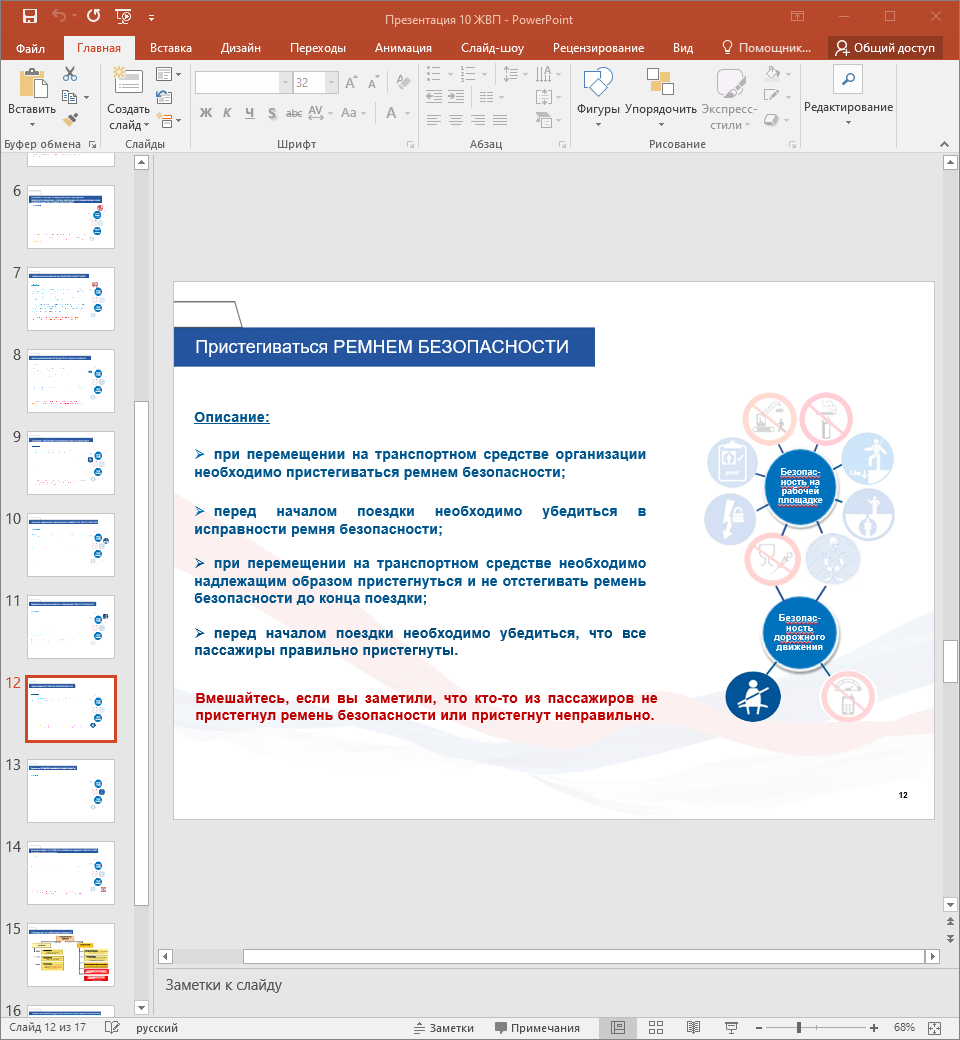 Презентация 10 ЖВП - PowerPoint
Файл Главная Вставка Дизайн Переходы Анимация Слайд-шоу Рецензирование Вид Помощник... Общий доступ
32
Вставить
Создать слайд
Ж К Ч S abc AV Aa A
Фигуры Упорядочить Экспресс-стили
Редактирование
Буфер обмена Слайды Шрифт Абзац Рисование
6
7
8
9
10
11
12
13
14
15
16
Пристегиваться РЕМНЕМ БЕЗОПАСНОСТИ
Описание:
при перемещении на транспортном средстве организации
необходимо пристегиваться ремнем безопасности;
перед началом поездки необходимо убедиться в
исправности ремня безопасности;
при перемещении на транспортном средстве необходимо
надлежащим образом пристегнуться и не отстегивать ремень
безопасности до конца поездки;
перед началом поездки необходимо убедиться, что все
пассажиры правильно пристегнуты.
Вмешайтесь, если вы заметили, что кто-то из пассажиров не
пристегнул ремень безопасности или пристегнут неправильно.
Безопас-
ность на
рабочей
площадке
Безопас-
ность
дорожного
движения
12
Заметки к слайду
Слайд 12 из 17 русский Заметки Примечания 68%